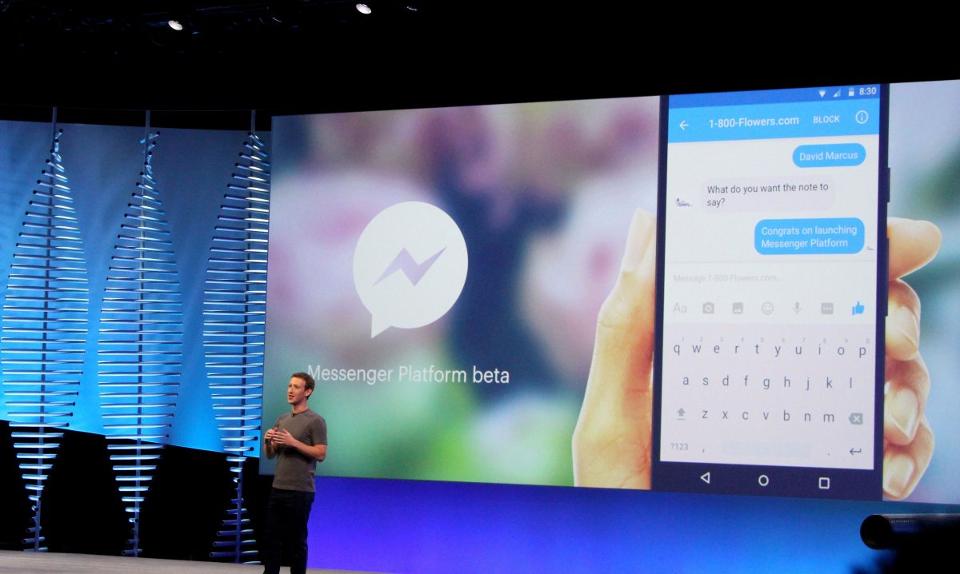 Messenger Platform beta
8:30
1-800-Flowers.com BLOCK
David Marcus
What do you want the note to
say?
Congrats on launching
Messenger Platform
Message 1-800-Flowers.com...
Aa
q w e r t y u i o p
a s d f g h j k l
z x c v b n m
?123 , .